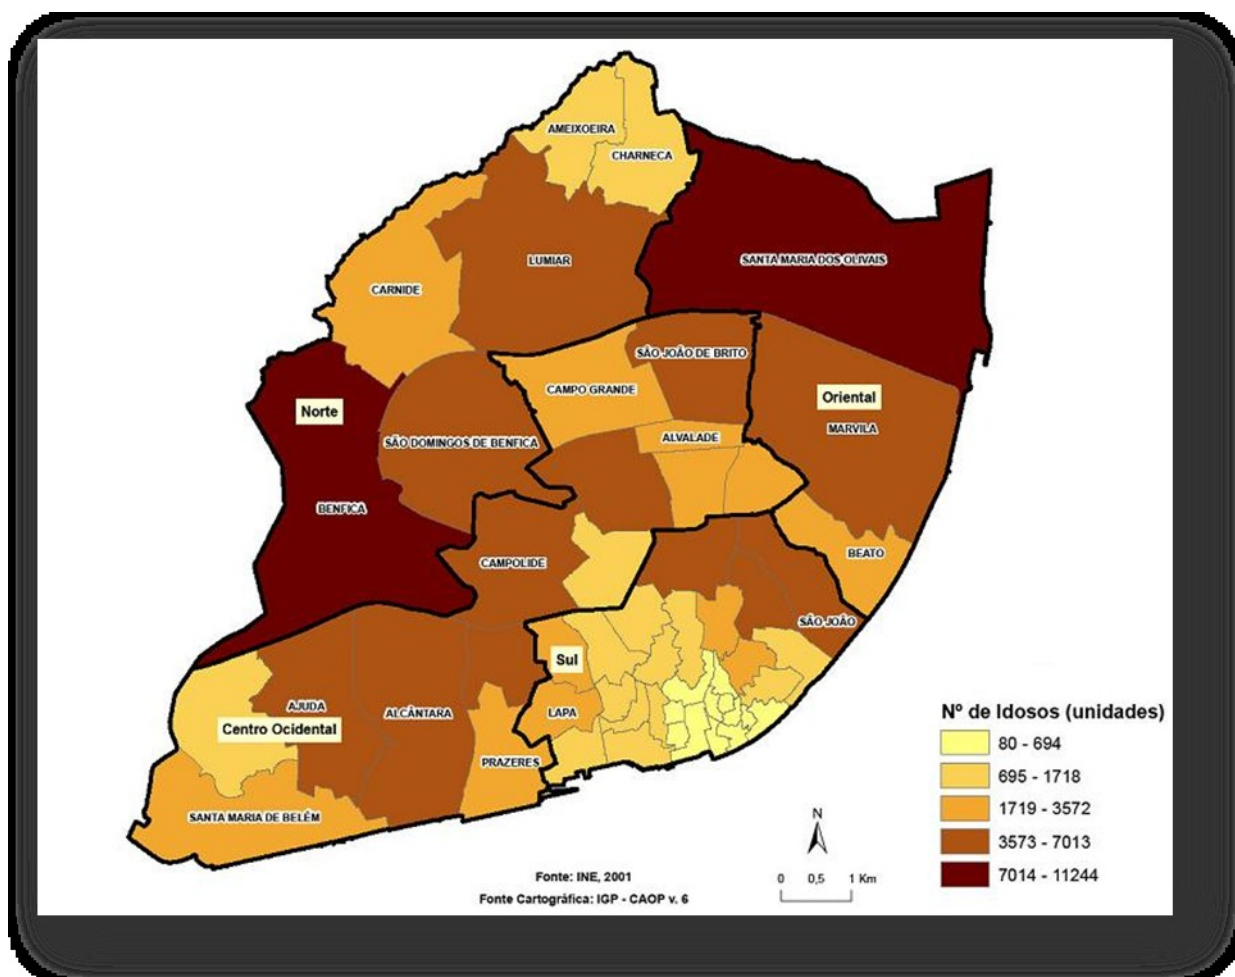 AMEIXOEIRA
CHARNECA
LUMIAR
SANTA MARIA DOS OLIVAIS
CARNIDE
SÃO JOÃO DE BRITO
CAMPO GRANDE
Norte
Oriental
SÃO DOMINGOS DE BENFICA
ALVALADE
MARVILA
BENFICA
CAMPOLIDE
BEATO
SÃO JOÃO
Sul
AJUDA
ALCÂNTARA
LAPA
Centro Ocidental
PRAZERES
SANTA MARIA DE BELÉM
Nº de Idosos (unidades)
80 - 694
695 - 1718
1719 - 3572
3573 - 7013
7014 - 11244
N
0 0,5 1 Km
Fonte: INE, 2001
Fonte Cartográfica: IGP - CAOP v. 6